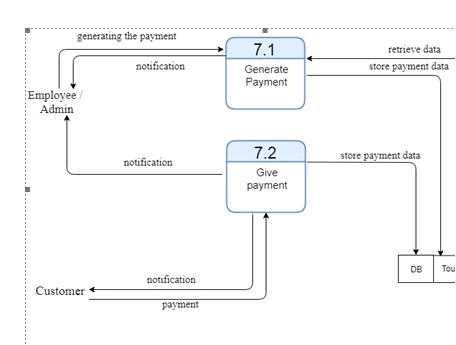 generating the payment
7.1
retrieve data
notification
Generate
Payment
store payment data
Employee /
Admin
7.2
notification
Give
payment
store payment data
DB
Tou
notification
Customer
payment